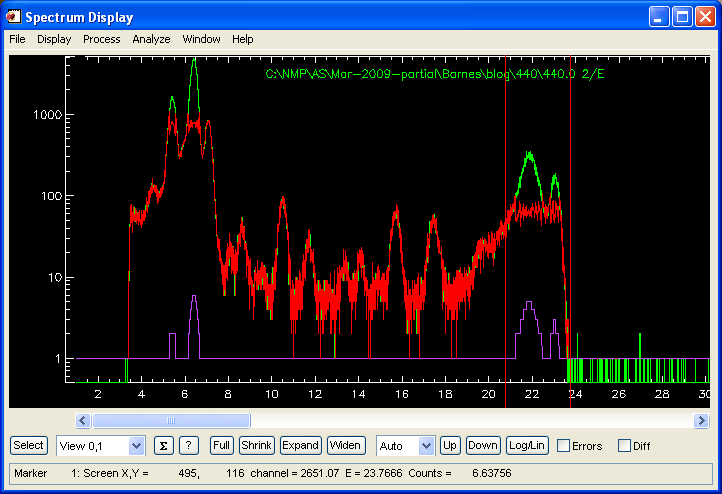 Spectrum Display
File Display Process Analyze Window Help
C:\NMP\AS\Mar-2009-partial\Barnes\blog\440\440.0 2/E
1000
100
10
1
2 4 6 8 10 12 14 16 18 20 22 24 26 28 30
Select View 0,1 Σ ? Full Shrink Expand Widen Auto Up Down Log/Lin Errors Diff
Marker 1: Screen X,Y = 495, 116 channel = 2651.07 E = 23.7666 Counts = 6.63756